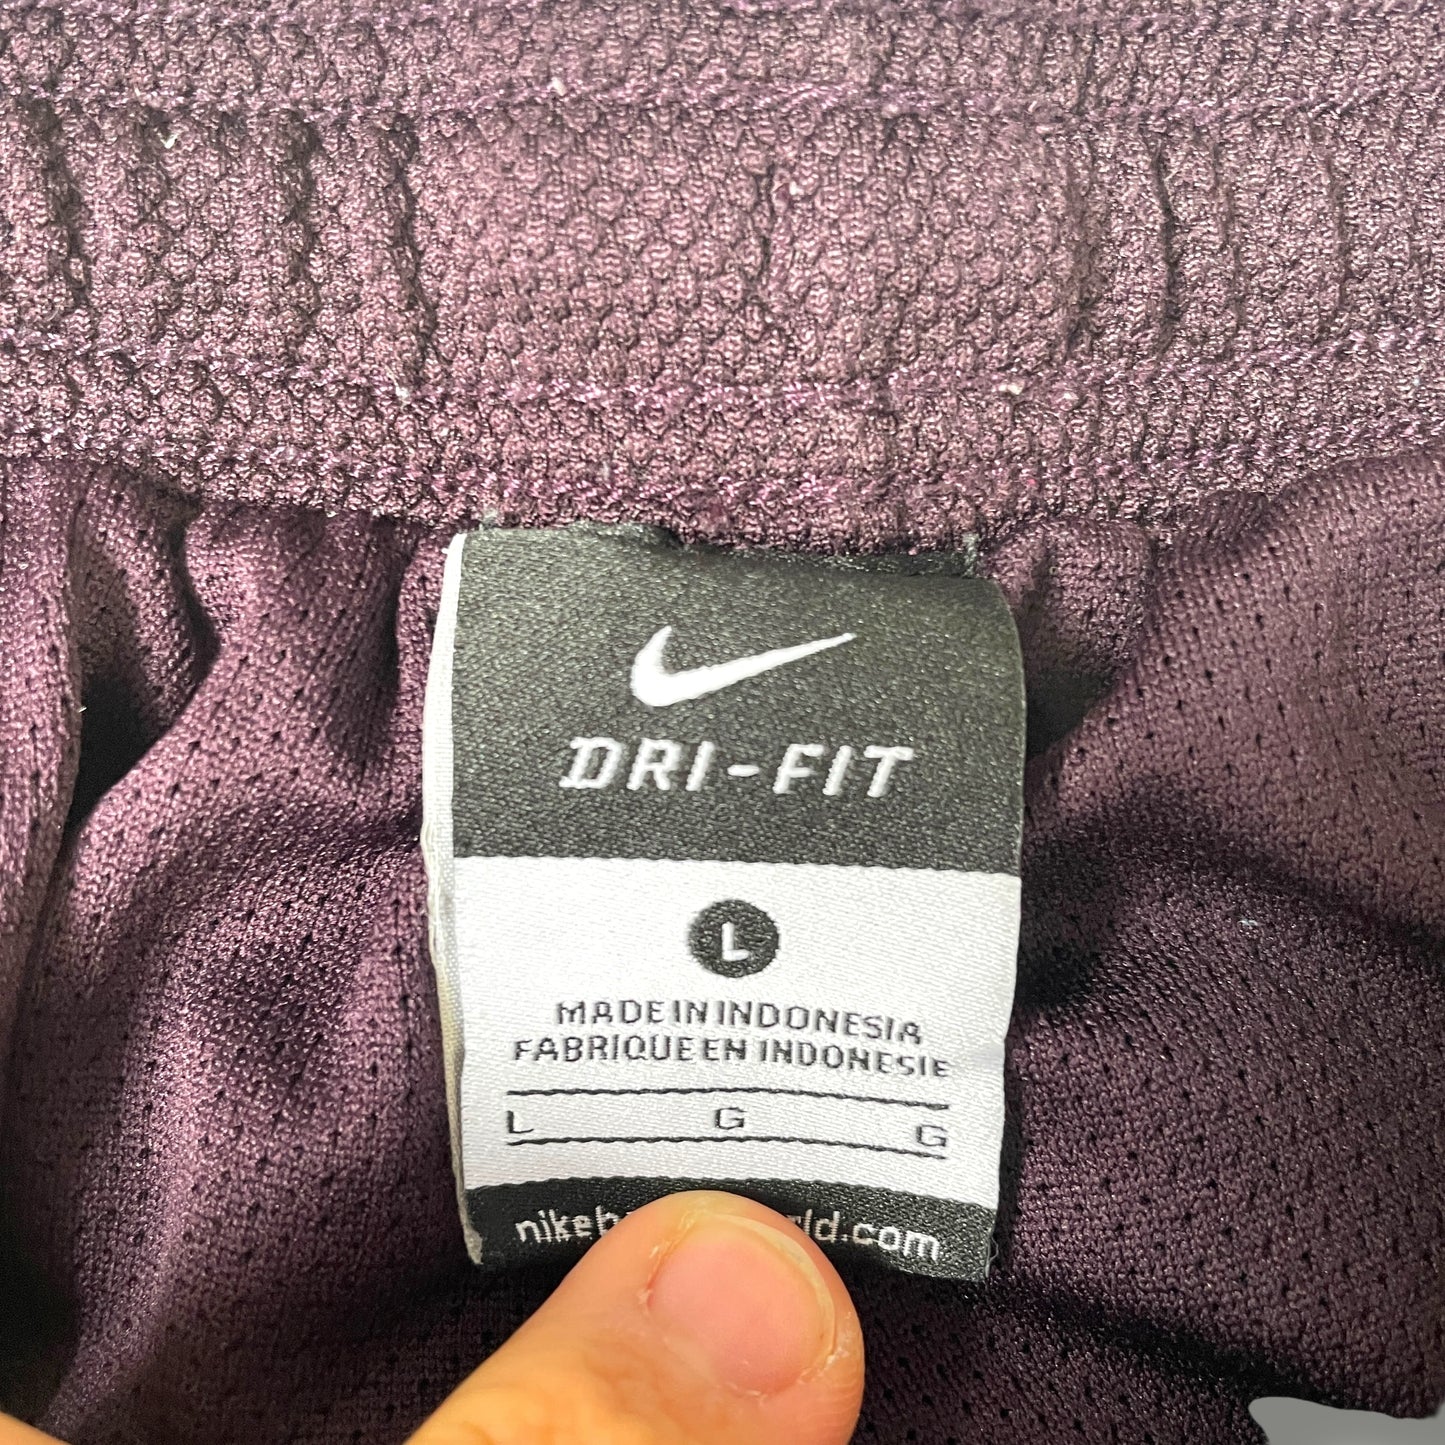 DRI-FIT
L
MADE IN INDONESIA
FABRIQUE EN INDONESIE
L G G